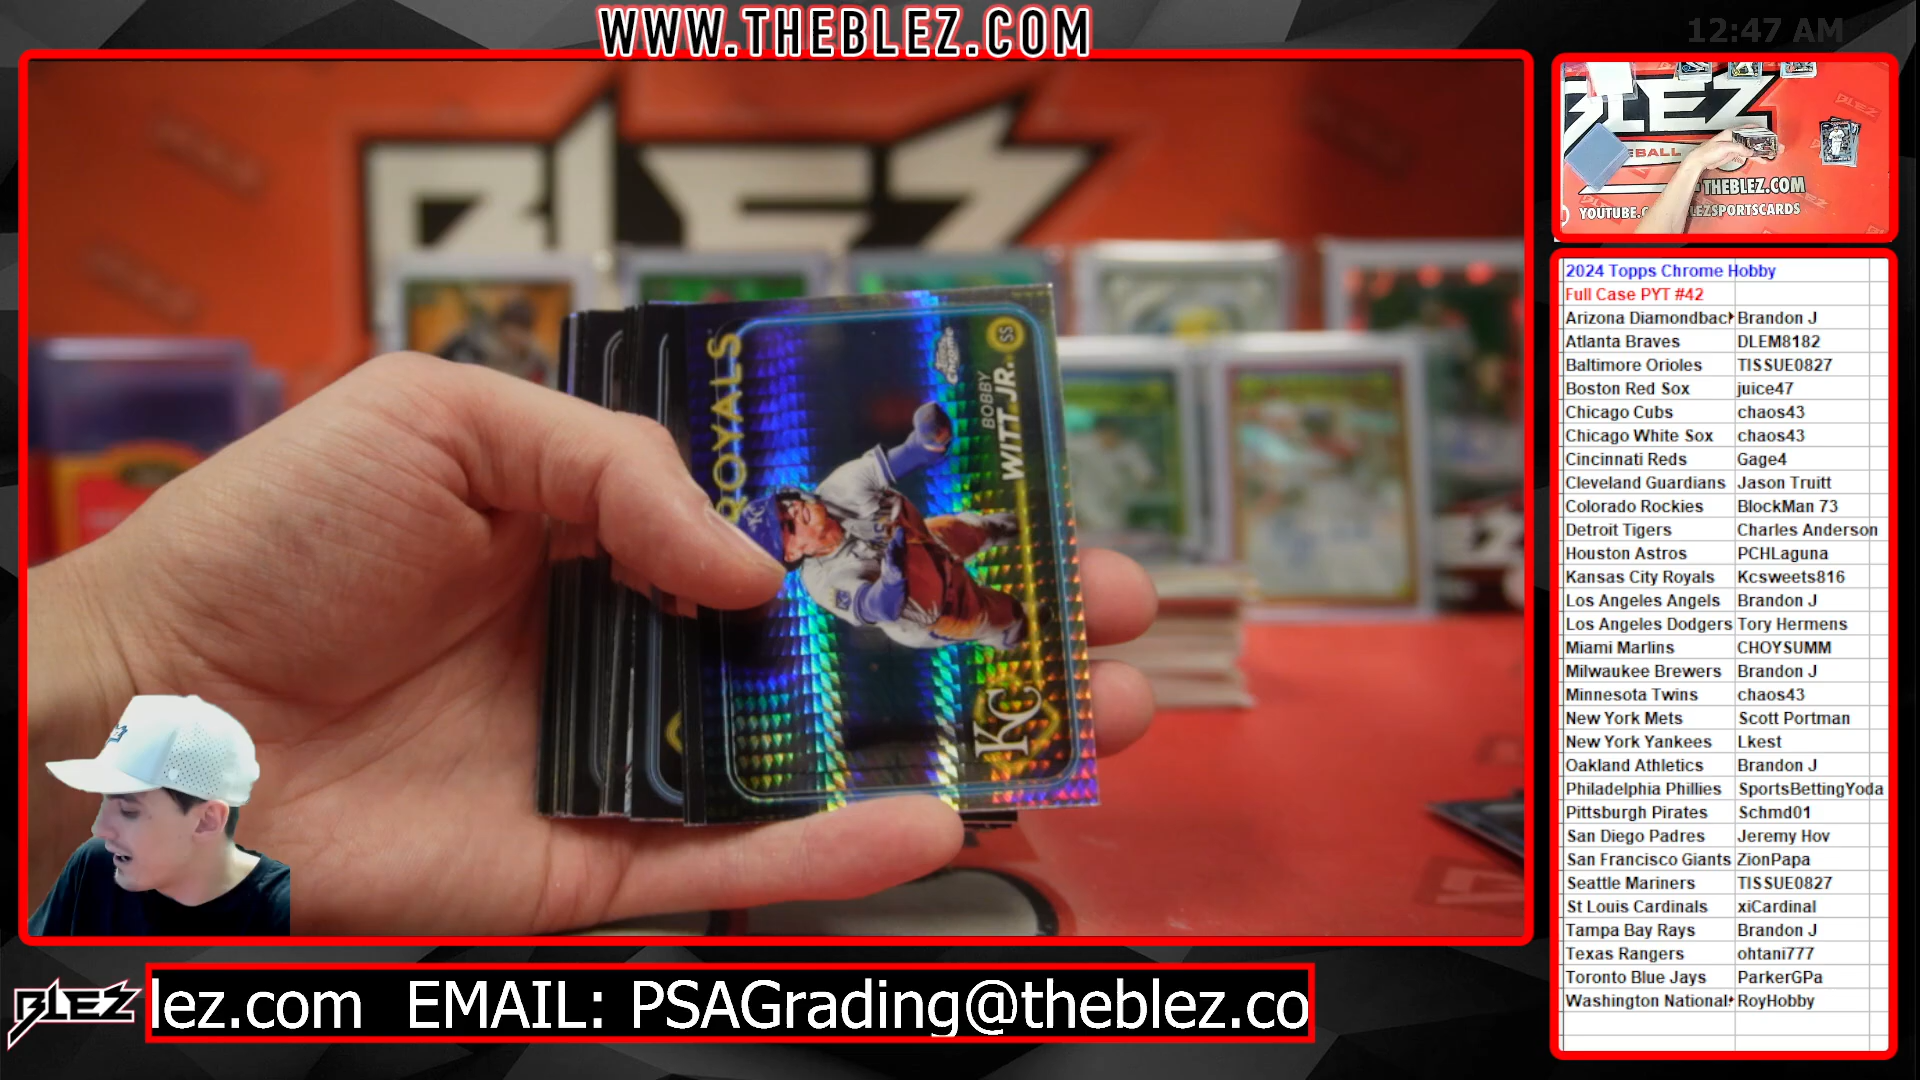 WWW.THEBLEZ.COM
12:47 AM
BLEZ
ROYALS
Topps Chrome
SS
BOBBY
WITT JR.
KC
BLEZ
THEBLEZ.COM
2024 Topps Chrome Hobby
Full Case PYT #42
Arizona Diamondbac Brandon J
Atlanta Braves DLEM8182
Baltimore Orioles TISSUE0827
Boston Red Sox juice47
Chicago Cubs chaos43
Chicago White Sox chaos43
Cincinnati Reds Gage4
Cleveland Guardians Jason Truitt
Colorado Rockies BlockMan 73
Detroit Tigers Charles Anderson
Houston Astros PCHLaguna
Kansas City Royals Kcsweets816
Los Angeles Angels Brandon J
Los Angeles Dodgers Tory Hermens
Miami Marlins CHOYSUMM
Milwaukee Brewers Brandon J
Minnesota Twins chaos43
New York Mets Scott Portman
New York Yankees Lkest
Oakland Athletics Brandon J
Philadelphia Phillies SportsBettingYoda
Pittsburgh Pirates Schmd01
San Diego Padres Jeremy Hov
San Francisco Giants ZionPapa
Seattle Mariners TISSUE0827
St Louis Cardinals xiCardinal
Tampa Bay Rays Brandon J
Texas Rangers ohtani777
Toronto Blue Jays ParkerGPa
Washington National RoyHobby
BLEZ
lez.com EMAIL: PSAGrading@theblez.co